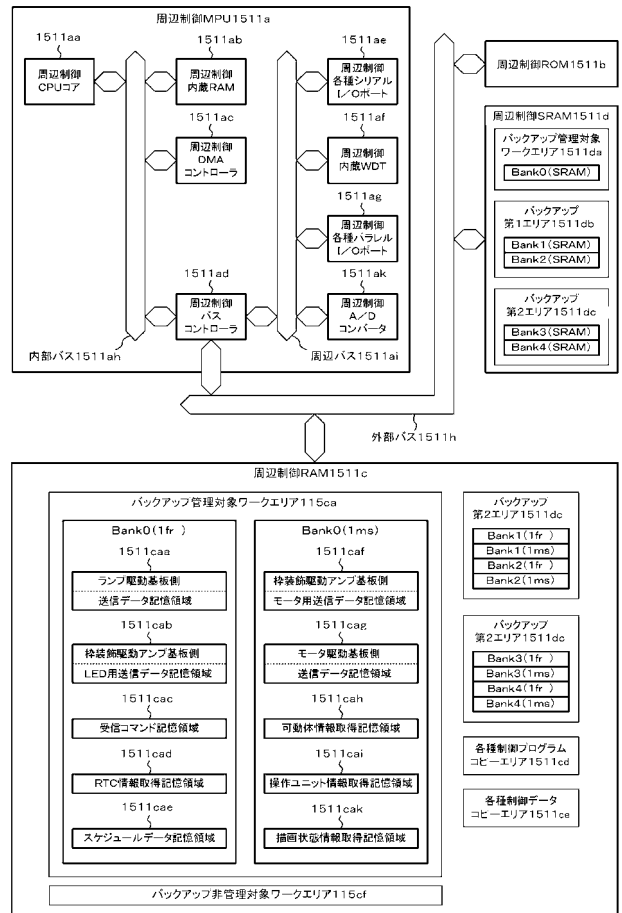 周辺制御MPU1511a
1511aa
周辺制御
CPUコア
1511ab
周辺制御
内蔵RAM
1511ac
周辺制御
DMA
コントローラ
1511ad
周辺制御
バス
コントローラ
1511ae
周辺制御
各種シリアル
I/Oポート
1511af
周辺制御
内蔵WDT
1511ag
周辺制御
各種パラレル
I/Oポート
1511ak
周辺制御
A/D
コンバータ
内部バス1511ah
周辺バス1511ai
周辺制御ROM1511b
周辺制御SRAM1511d
バックアップ管理対象
ワークエリア1511da
Bank0(SRAM)
バックアップ
第1エリア1511db
Bank1(SRAM)
Bank2(SRAM)
バックアップ
第2エリア1511dc
Bank3(SRAM)
Bank4(SRAM)
外部バス1511h
周辺制御RAM1511c
バックアップ管理対象ワークエリア115ca
Bank0(1fr )
1511caa
ランプ駆動基板側
送信データ記憶領域
1511cab
枠装飾駆動アンプ基板側
LED用送信データ記憶領域
1511cac
受信コマンド記憶領域
1511cad
RTC情報取得記憶領域
1511cae
スケジュールデータ記憶領域
Bank0(1ms)
1511caf
枠装飾駆動アンプ基板側
モータ用送信データ記憶領域
1511cag
モータ駆動基板側
送信データ記憶領域
1511cah
可動体情報取得記憶領域
1511cai
操作ユニット情報取得記憶領域
1511cak
描画状態情報取得記憶領域
バックアップ
第2エリア1511dc
Bank1(1fr )
Bank1(1ms)
Bank2(1fr )
Bank2(1ms)
バックアップ
第2エリア1511dc
Bank3(1fr )
Bank3(1ms)
Bank4(1fr )
Bank4(1ms)
各種制御プログラム
コピーエリア1511cd
各種制御データ
コピーエリア1511ce
バックアップ非管理対象ワークエリア115cf